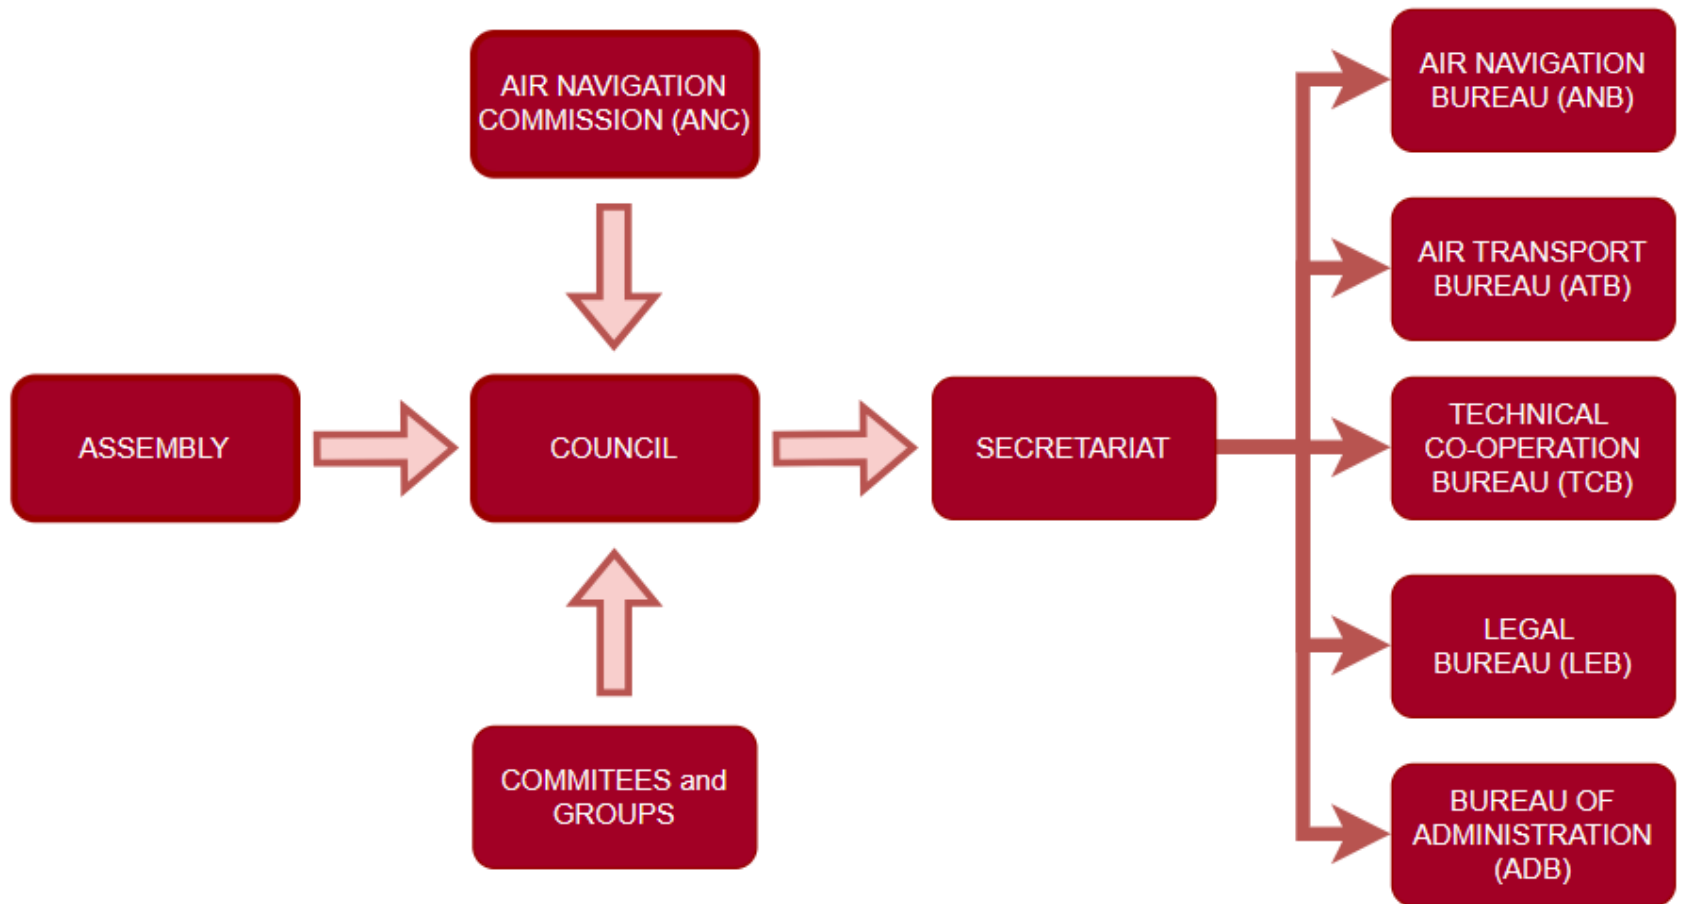 AIR NAVIGATION
COMMISSION (ANC)
ASSEMBLY
COUNCIL
SECRETARIAT
COMMITEES and
GROUPS
AIR NAVIGATION
BUREAU (ANB)
AIR TRANSPORT
BUREAU (ATB)
TECHNICAL
CO-OPERATION
BUREAU (TCB)
LEGAL
BUREAU (LEB)
BUREAU OF
ADMINISTRATION
(ADB)